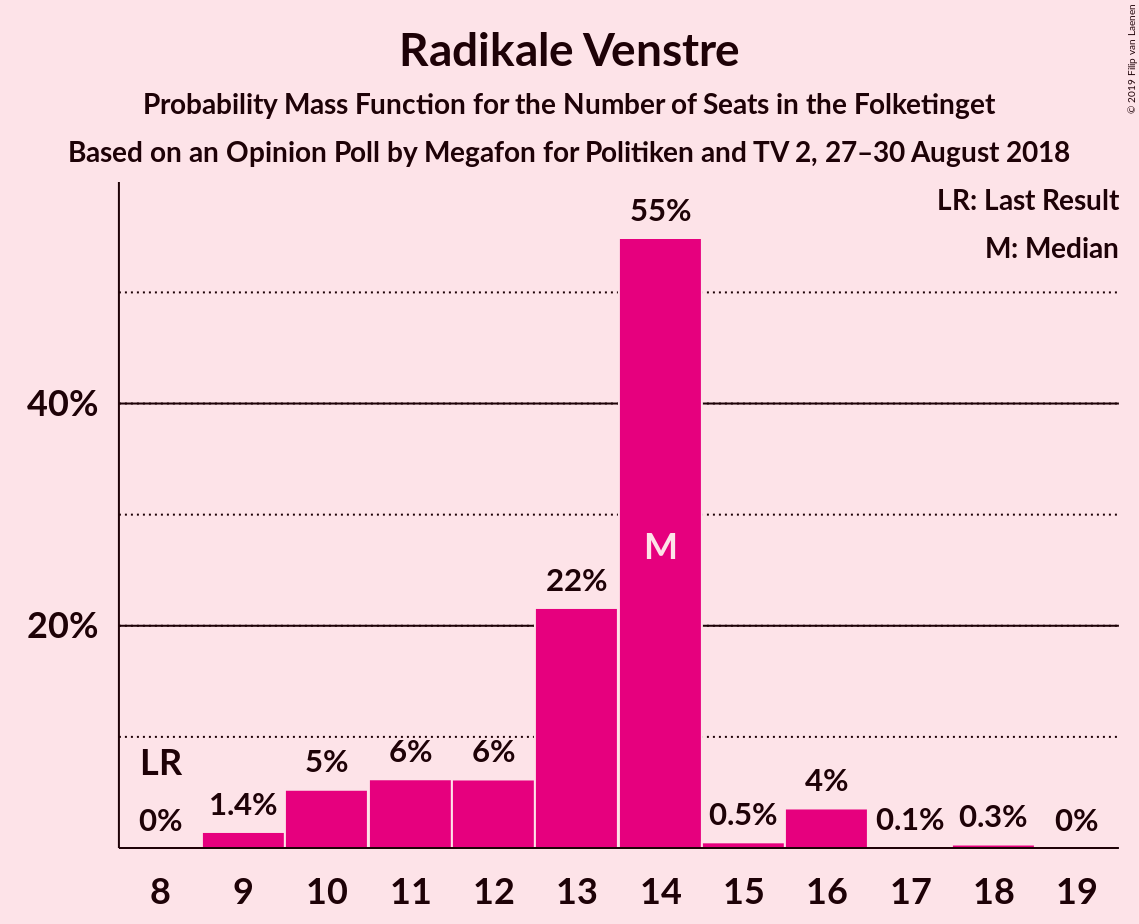 Radikale Venstre
Probability Mass Function for the Number of Seats in the Folketinget
Based on an Opinion Poll by Megafon for Politiken and TV 2, 27–30 August 2018
© 2019 Filip van Laenen
LR: Last Result
M: Median
55%
40%
M
22%
20%
LR
0%
1.4%
5%
6%
6%
0.5%
4%
0.1%
0.3%
0%
8 9 10 11 12 13 14 15 16 17 18 19